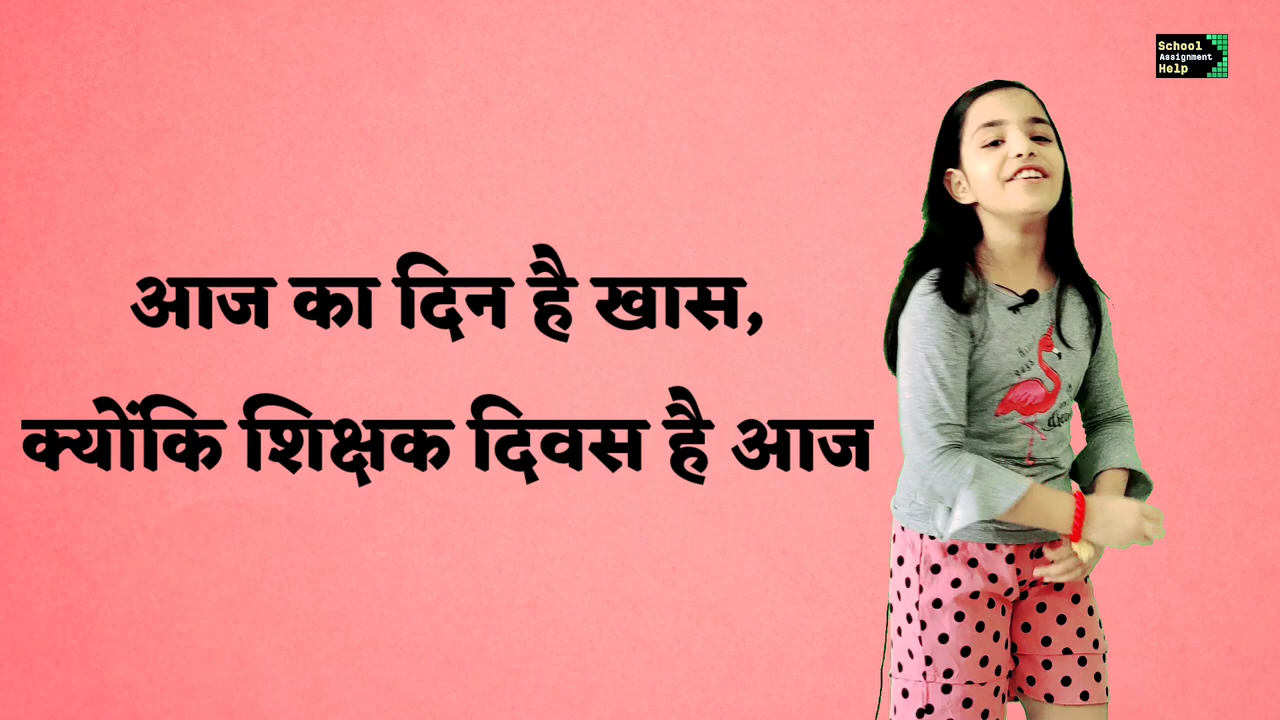 School
Assignment
Help
आज का दिन है खास,
क्योंकि शिक्षक दिवस है आज